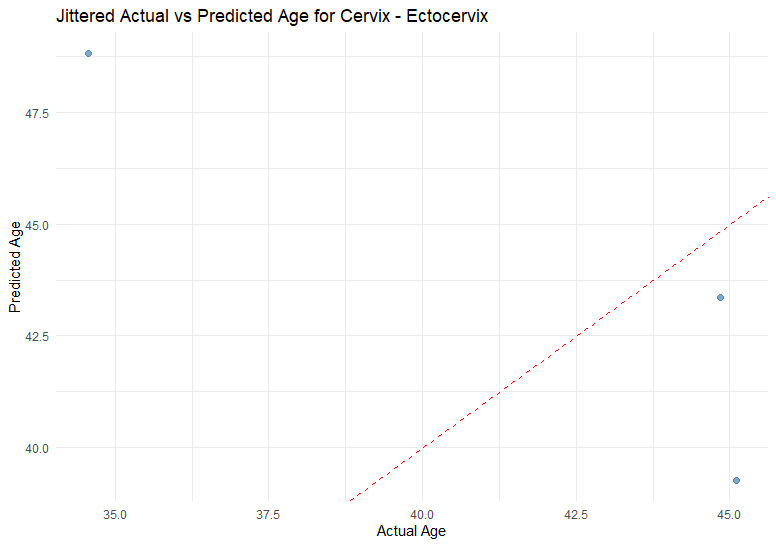 Jittered Actual vs Predicted Age for Cervix - Ectocervix
47.5
45.0
42.5
40.0
Predicted Age
35.0 37.5 40.0 42.5 45.0
Actual Age